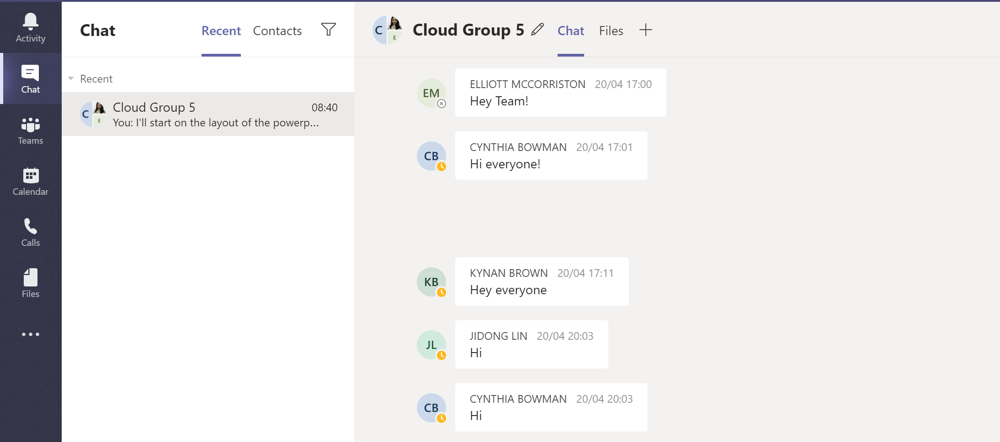 Activity
Chat
Teams
Calendar
Calls
Files
Chat
Recent
Contacts
Recent
C
E
Cloud Group 5
08:40
You: I'll start on the layout of the powerp...
C
E
Cloud Group 5
Chat
Files
EM
ELLIOTT MCCORRISTON 20/04 17:00
Hey Team!
CB
CYNTHIA BOWMAN 20/04 17:01
Hi everyone!
KB
KYNAN BROWN 20/04 17:11
Hey everyone
JL
JIDONG LIN 20/04 20:03
Hi
CB
CYNTHIA BOWMAN 20/04 20:03
Hi